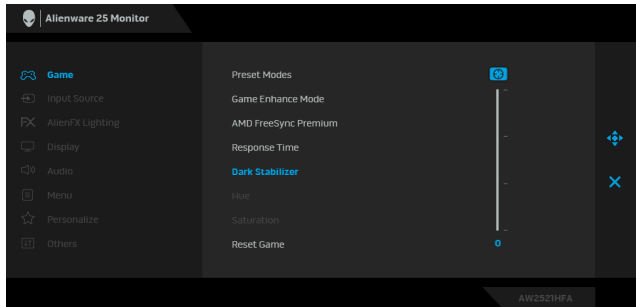 Alienware 25 Monitor
Game
Input Source
AlienFX Lighting
Display
Audio
Menu
Personalize
Others
Preset Modes
Game Enhance Mode
AMD FreeSync Premium
Response Time
Dark Stabilizer
Hue
Saturation
Reset Game
0
AW2521HFA